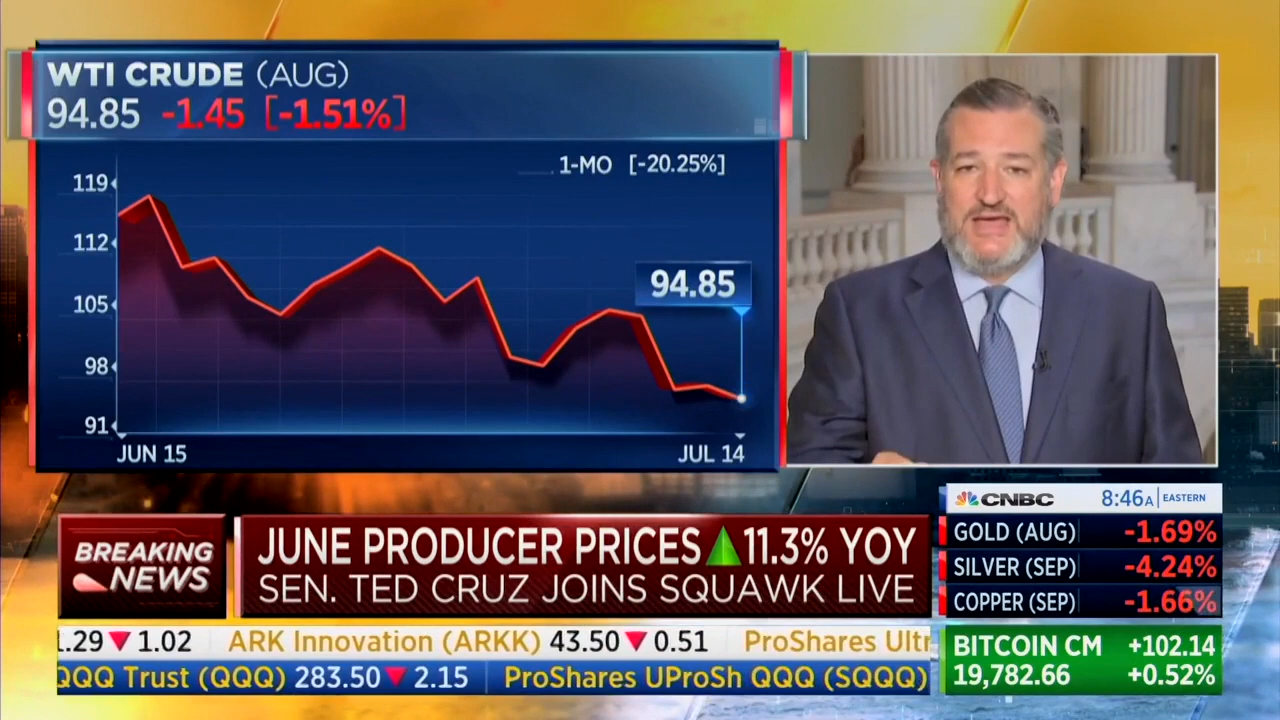 WTI CRUDE (AUG)
94.85 -1.45 [-1.51%]
1-MO [-20.25%]
119
112
105
98
91
94.85
JUN 15 JUL 14
BREAKING
NEWS
JUNE PRODUCER PRICES ▲11.3% YOY
SEN. TED CRUZ JOINS SQUAWK LIVE
CNBC 8:46A EASTERN
GOLD (AUG) -1.69%
SILVER (SEP) -4.24%
COPPER (SEP) -1.66%
BITCOIN CM +102.14
19,782.66 +0.52%
1.29 ▼ 1.02 ARK Innovation (ARKK) 43.50 ▼ 0.51 ProShares Ultr
QQQ Trust (QQQ) 283.50 ▼ 2.15 ProShares UProSh QQQ (SQQQ)